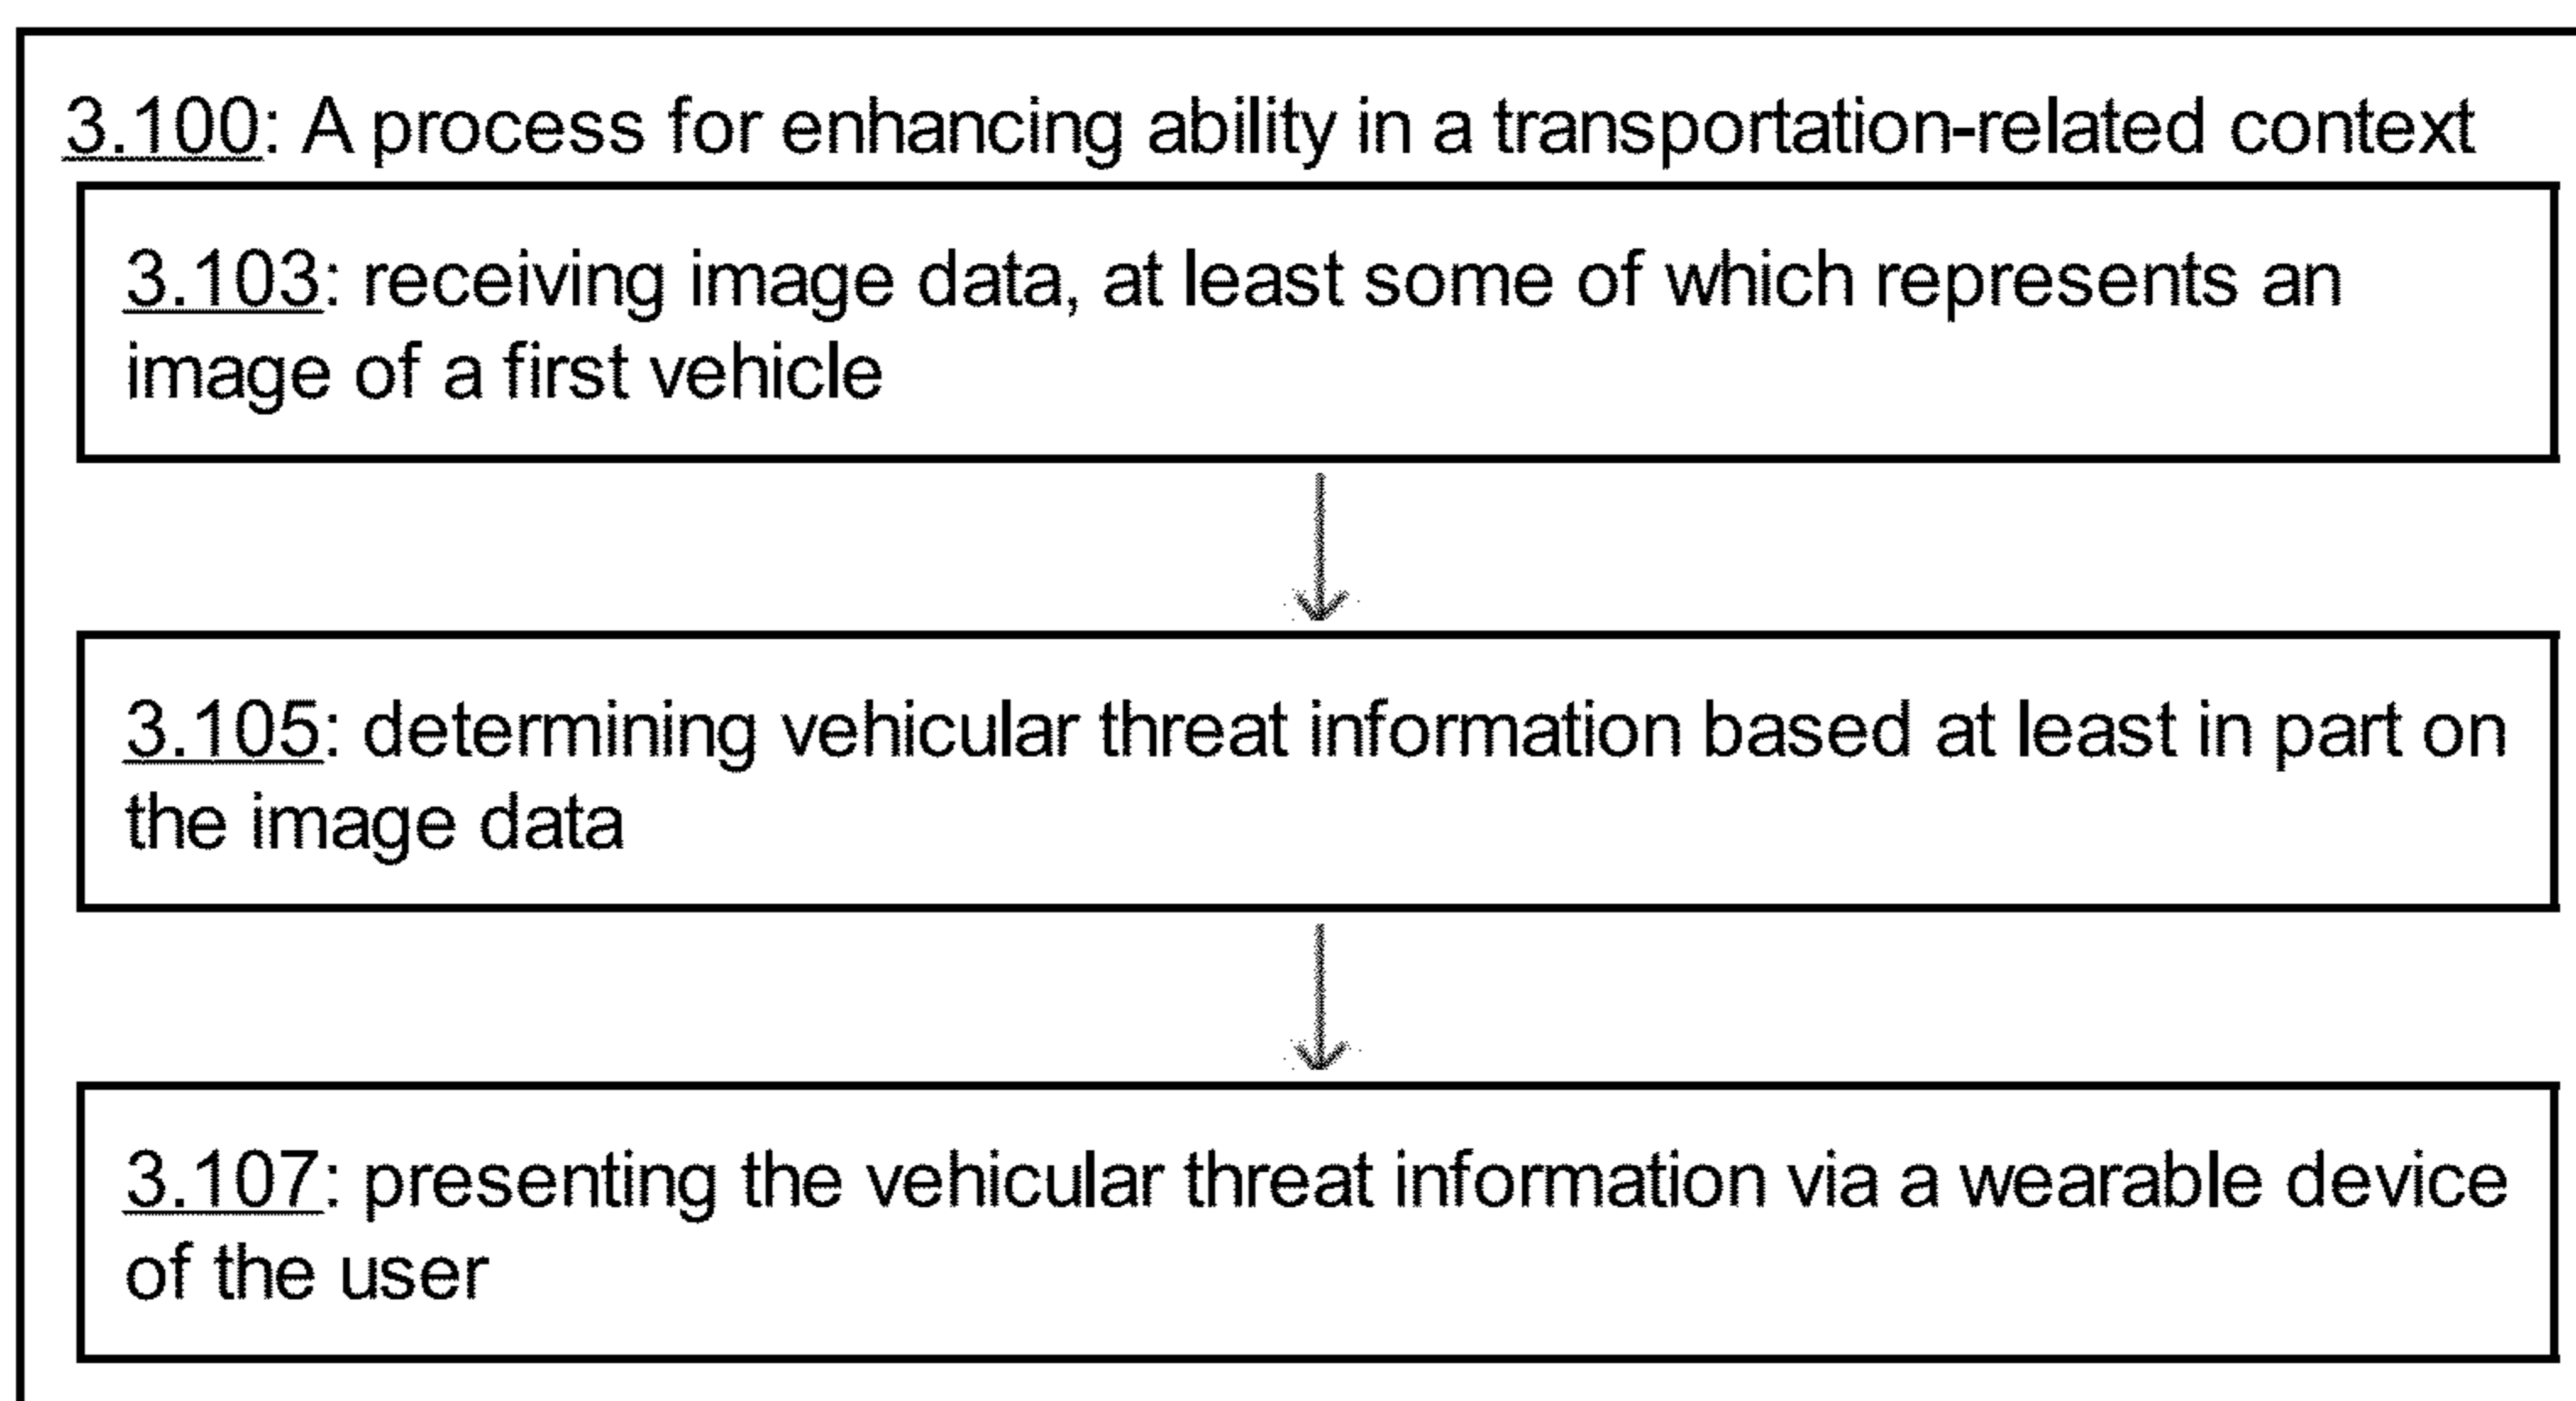 3.100: A process for enhancing ability in a transportation-related context
3.103: receiving image data, at least some of which represents an
image of a first vehicle
3.105: determining vehicular threat information based at least in part on
the image data
3.107: presenting the vehicular threat information via a wearable device
of the user